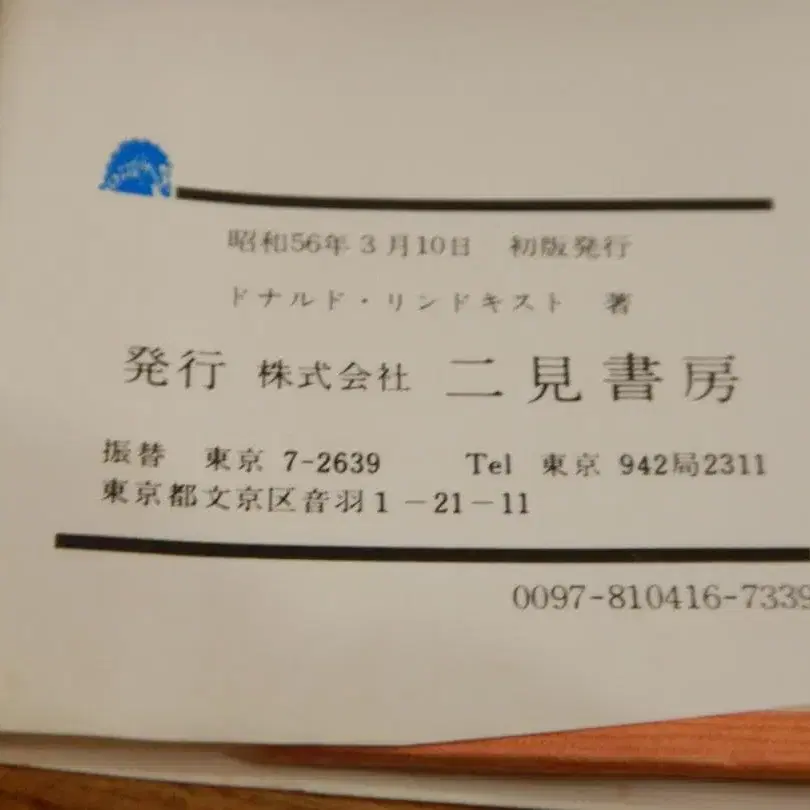 昭和56年3月10日 初版発行
ドナルド・リンドキスト 著
発行 株式会社 二見書房
振替 東京 7-2639 Tel 東京 942局2311
東京都文京区音羽1-21-11
0097-810416-7339